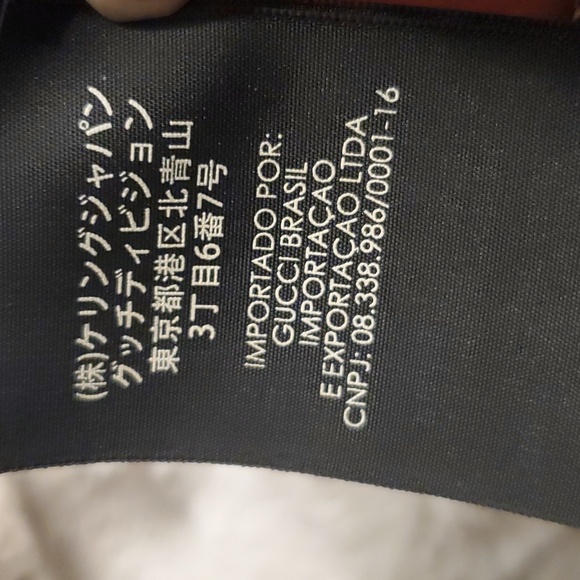 (株)ケリングジャパン
グッチディビジョン
東京都港区北青山
3丁目6番7号
IMPORTADO POR:
GUCCI BRASIL
IMPORTAÇAO
E EXPORTAÇAO LTDA
CNPJ: 08.338.986/0001-16